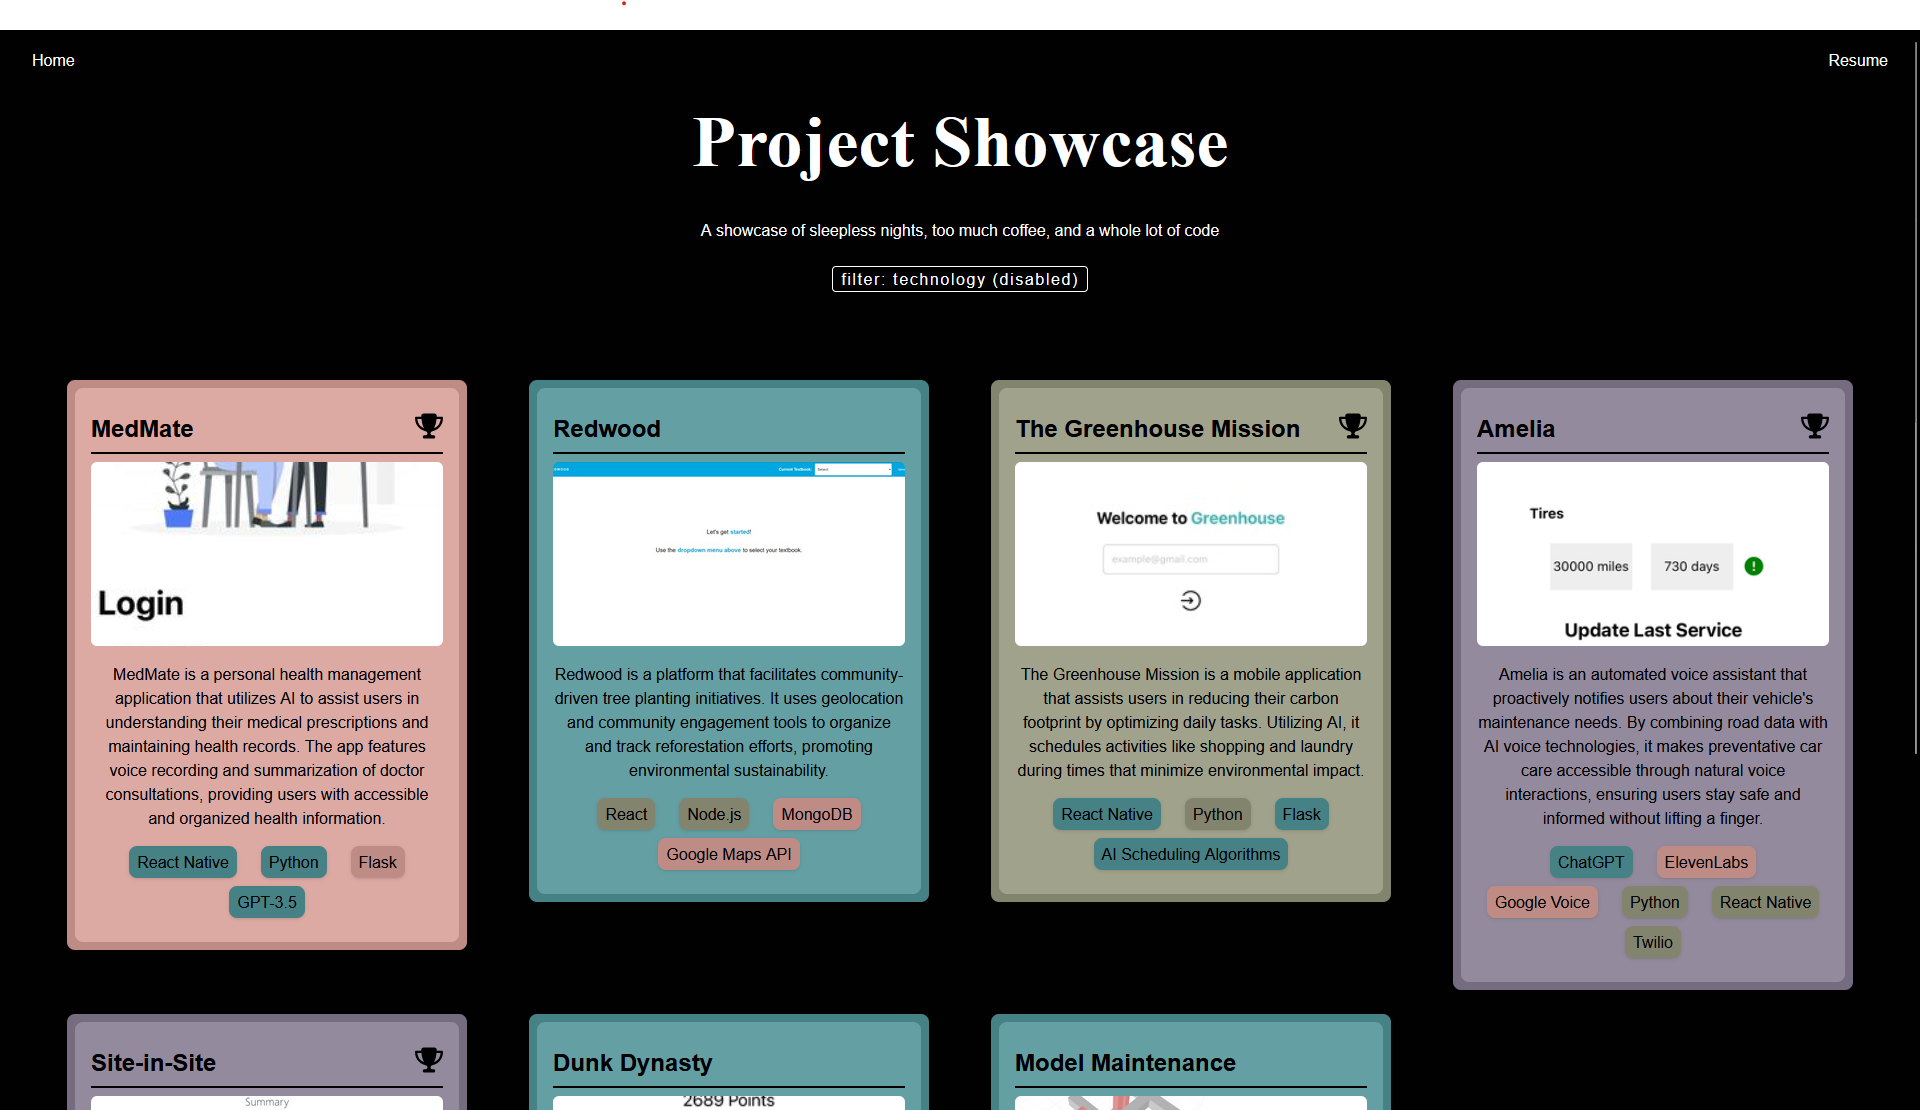 Home
Resume
Project Showcase
A showcase of sleepless nights, too much coffee, and a whole lot of code
filter: technology (disabled)
MedMate
Login
MedMate is a personal health management
application that utilizes AI to assist users in
understanding their medical prescriptions and
maintaining health records. The app features
voice recording and summarization of doctor
consultations, providing users with accessible
and organized health information.
React Native Python Flask
GPT-3.5
Redwood
Current Textbook:
Let's get started!
Use the dropdown menu above to select your textbook.
Redwood is a platform that facilitates community-
driven tree planting initiatives. It uses geolocation
and community engagement tools to organize
and track reforestation efforts, promoting
environmental sustainability.
React Node.js MongoDB
Google Maps API
The Greenhouse Mission
Welcome to Greenhouse
example@gmail.com
The Greenhouse Mission is a mobile application
that assists users in reducing their carbon
footprint by optimizing daily tasks. Utilizing AI, it
schedules activities like shopping and laundry
during times that minimize environmental impact.
React Native Python Flask
AI Scheduling Algorithms
Amelia
Tires
30000 miles 730 days
Update Last Service
Amelia is an automated voice assistant that
proactively notifies users about their vehicle's
maintenance needs. By combining road data with
AI voice technologies, it makes preventative car
care accessible through natural voice
interactions, ensuring users stay safe and
informed without lifting a finger.
ChatGPT ElevenLabs
Google Voice Python React Native
Twilio
Site-in-Site
Summary
Dunk Dynasty
2689 Points
Model Maintenance